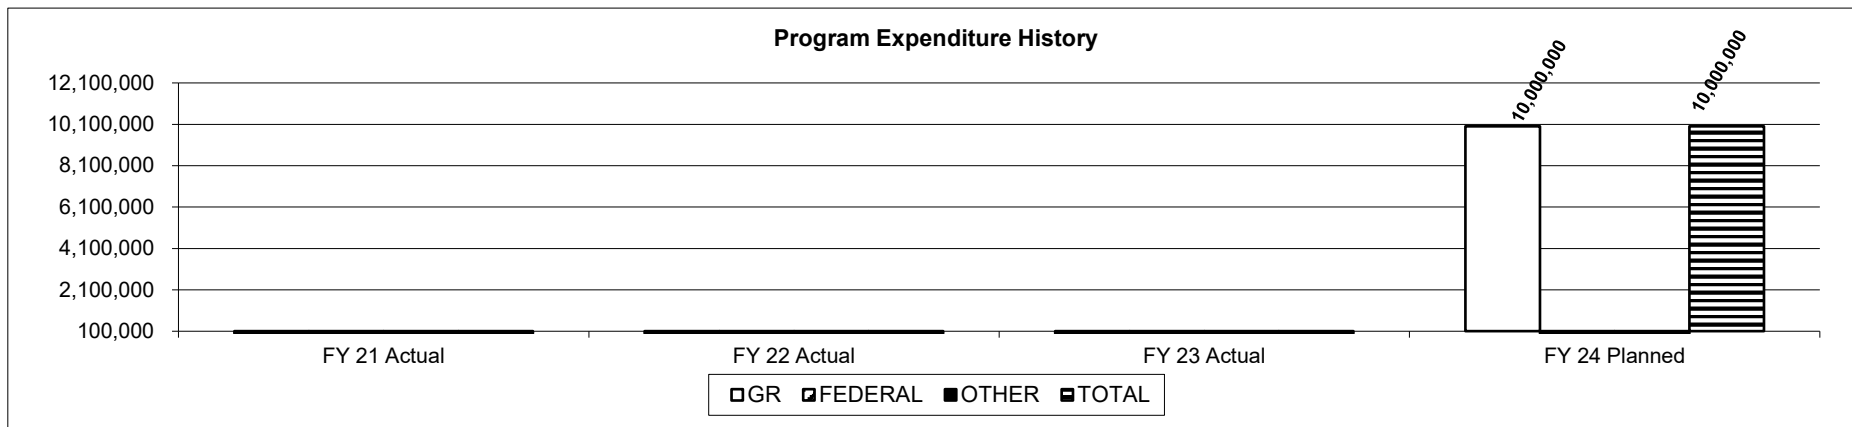 Program Expenditure History
12,100,000
10,100,000
8,100,000
6,100,000
4,100,000
2,100,000
100,000
10,000,000
10,000,000
FY 21 Actual
FY 22 Actual
FY 23 Actual
FY 24 Planned
GR FEDERAL OTHER TOTAL